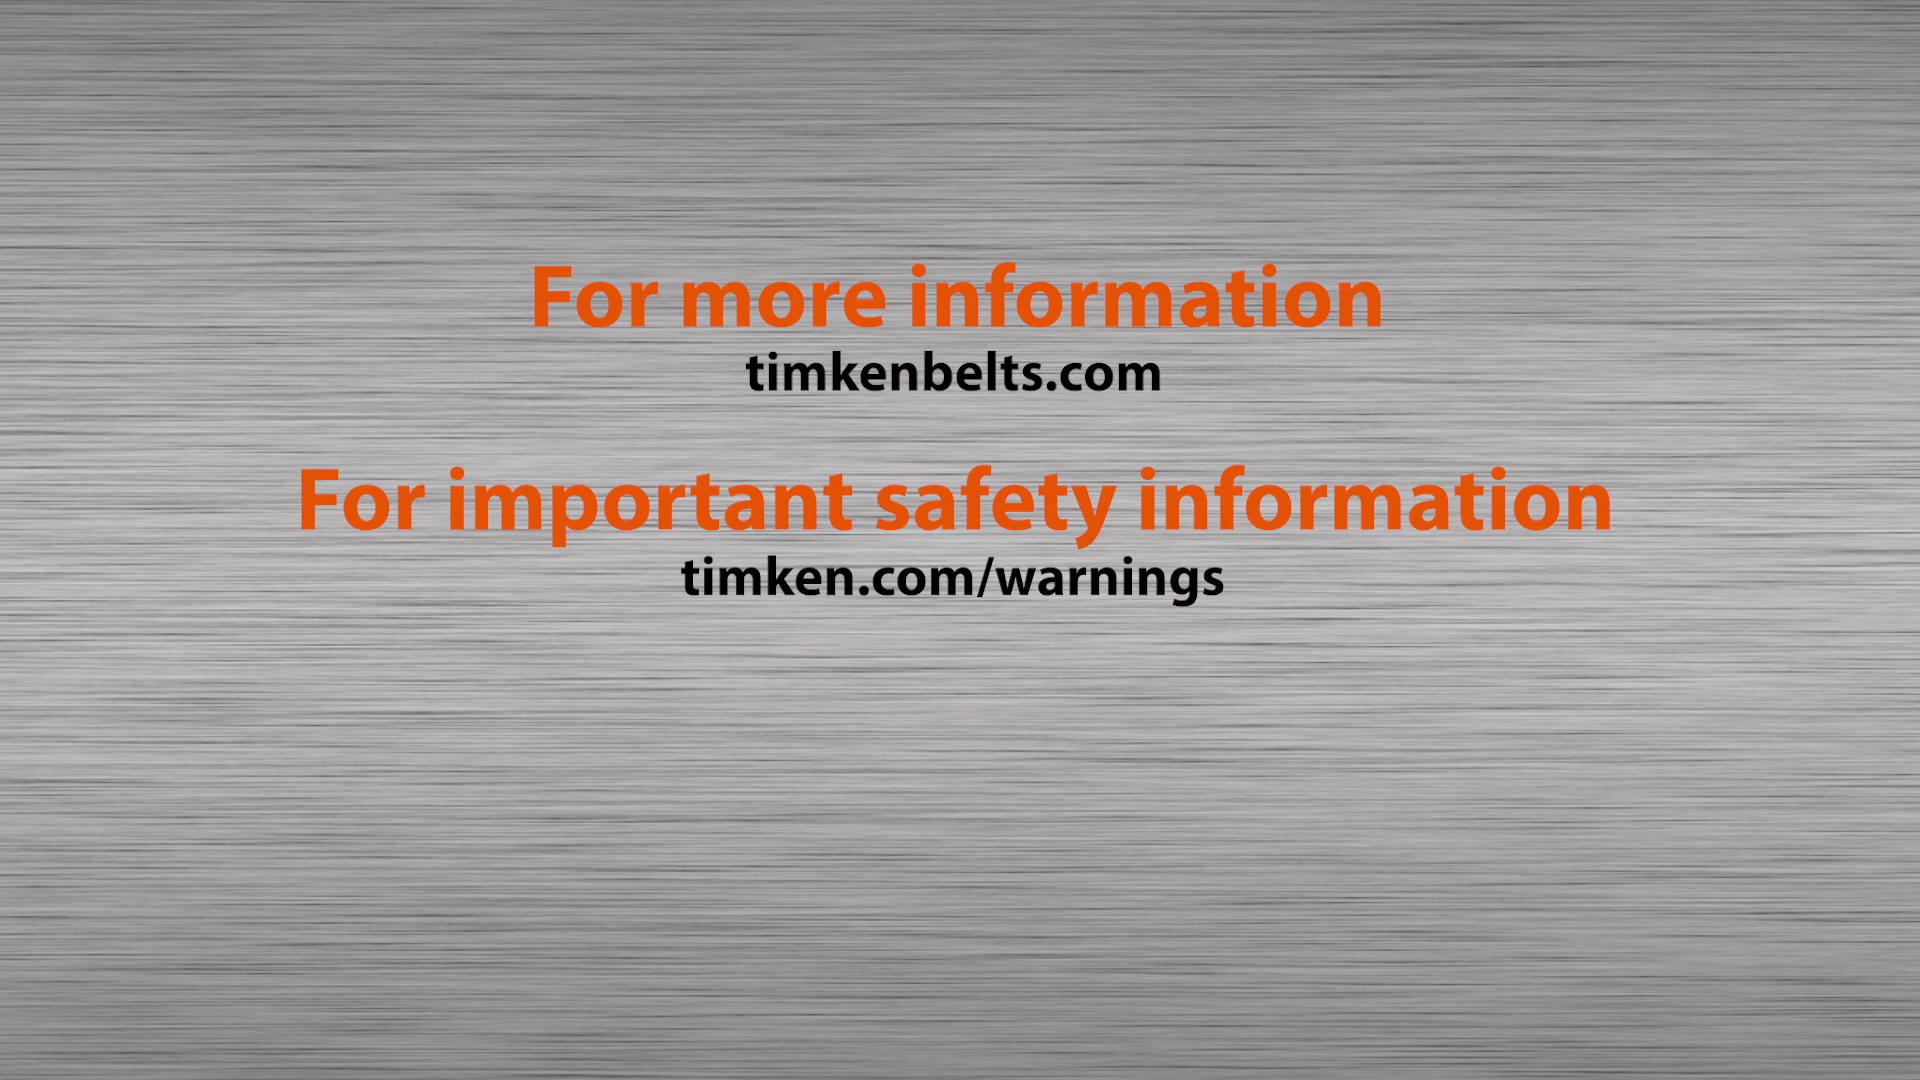 For more information
timkenbelts.com
For important safety information
timken.com/warnings